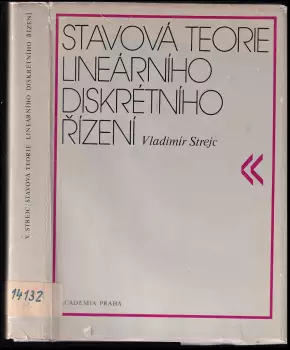 V. STREJC: STAVOVÁ TEORIE LINEÁRNÍHO DISKRÉTNÍHO ŘÍZENÍ
14132
STAVOVÁ TEORIE
LINEÁRNÍHO
DISKRÉTNÍHO
ŘÍZENÍ Vladimír Strejc
ACADEMIA PRAHA